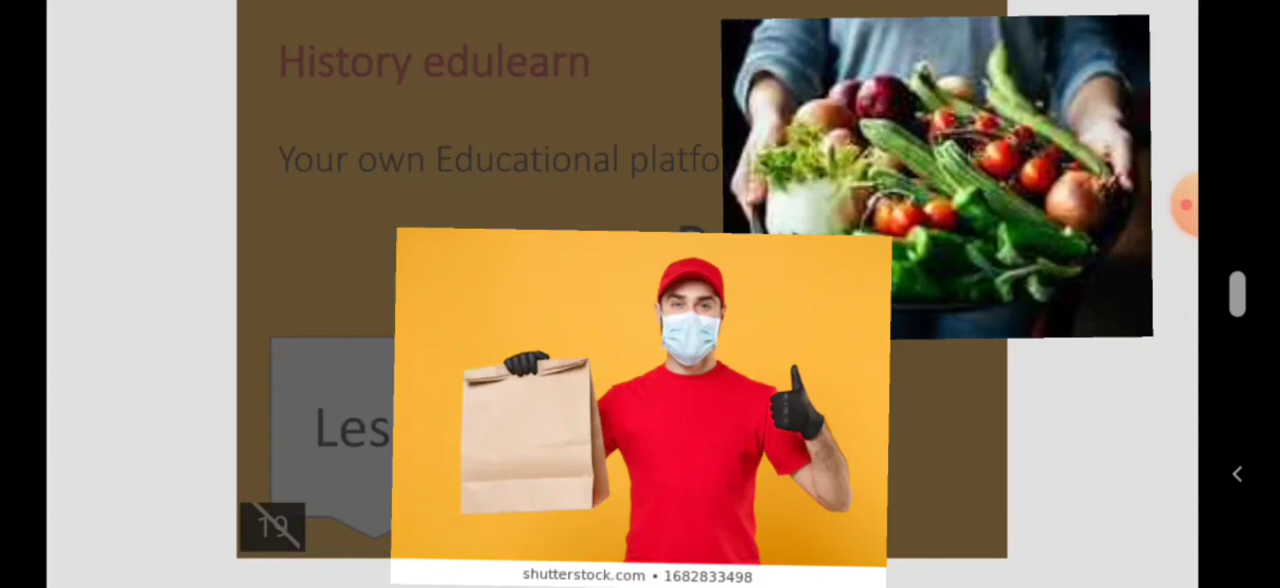 History edulearn
Your own Educational platfo
Les
19
shutterstock.com • 1682833498